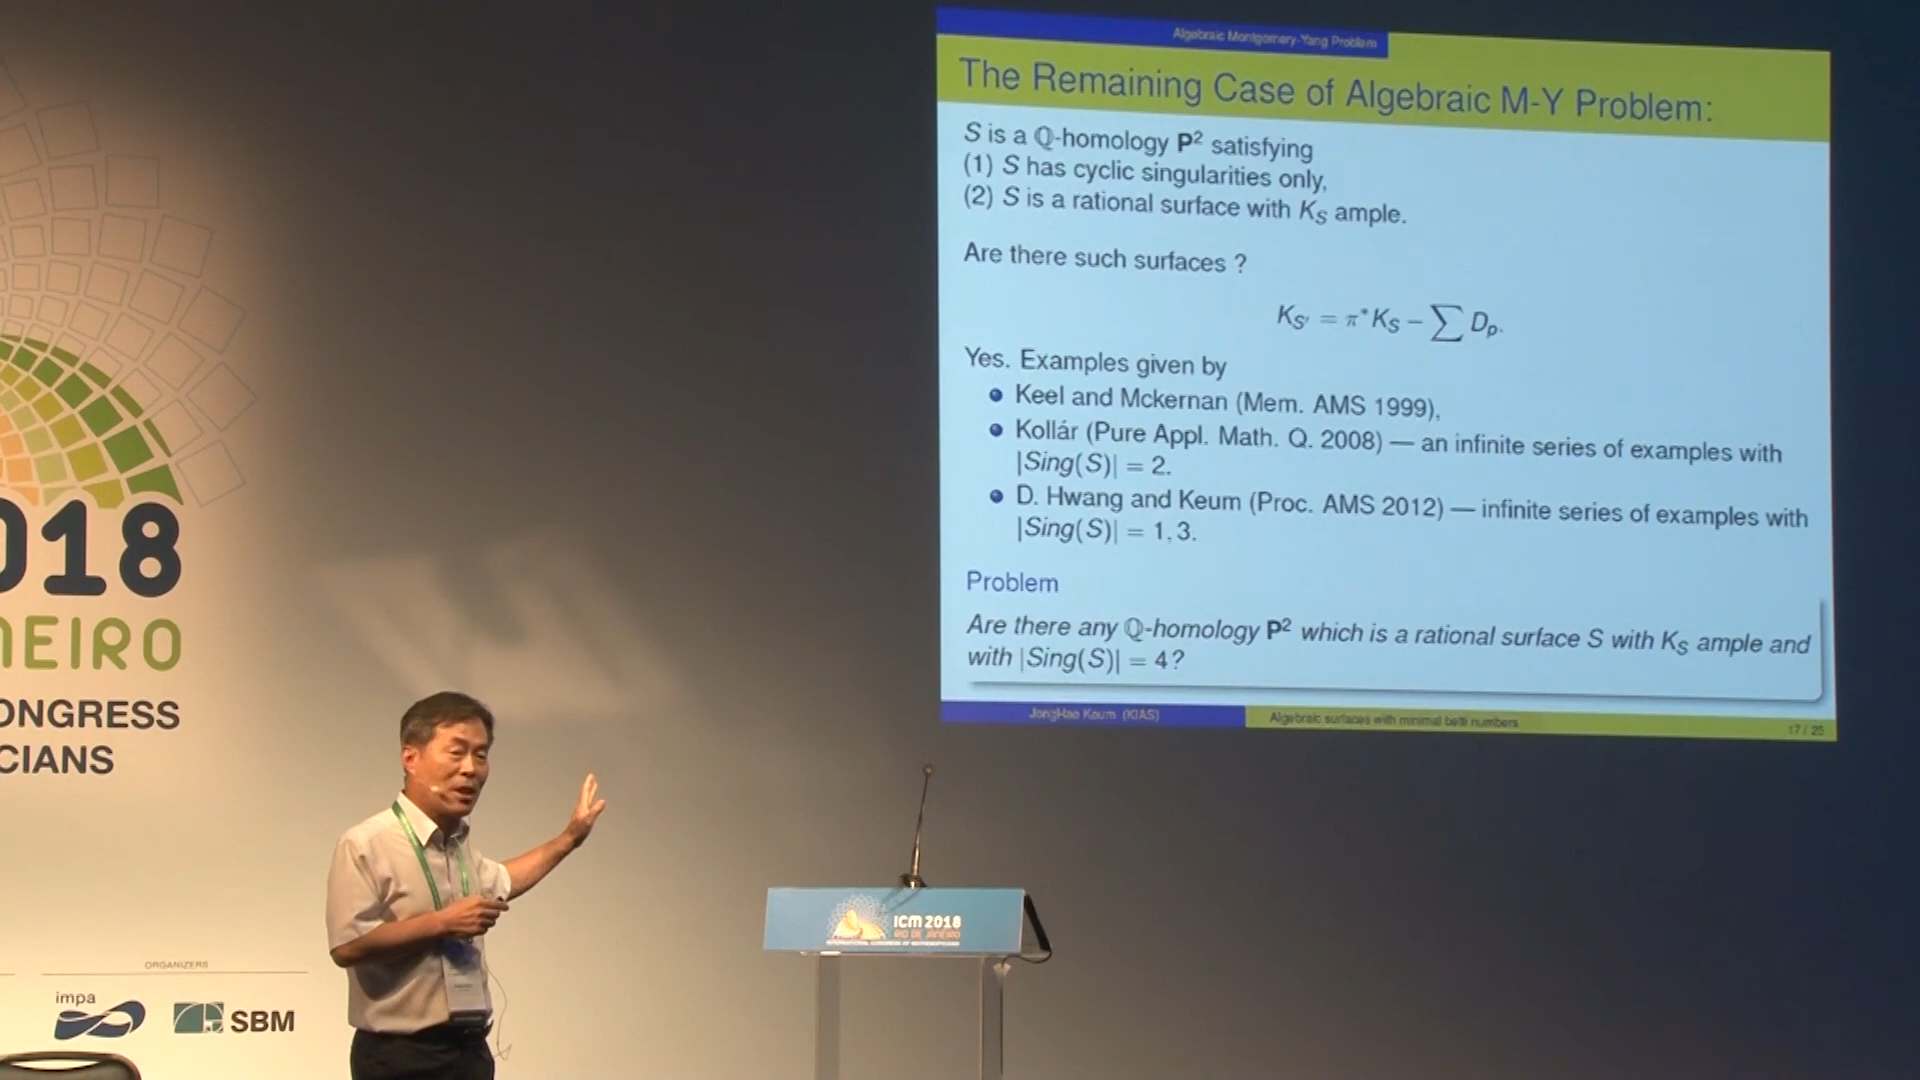 Algebraic Montgomery-Yang Problem
The Remaining Case of Algebraic M-Y Problem:
S is a ℚ-homology P² satisfying
(1) S has cyclic singularities only,
(2) S is a rational surface with K_S ample.
Are there such surfaces ?
K_S' = π*K_S − ∑ D_p.
Yes. Examples given by
Keel and Mckernan (Mem. AMS 1999),
Kollár (Pure Appl. Math. Q. 2008) — an infinite series of examples with
|Sing(S)| = 2.
D. Hwang and Keum (Proc. AMS 2012) — infinite series of examples with
|Sing(S)| = 1, 3.
Problem
Are there any ℚ-homology P² which is a rational surface S with K_S ample and
with |Sing(S)| = 4?
JongHae Keum (KIAS)
Algebraic surfaces with minimal betti numbers
17 / 25
018
NEIRO
ONGRESS
CIANS
ORGANIZERS
impa
SBM
ICM 2018
RIO DE JANEIRO
INTERNATIONAL CONGRESS OF MATHEMATICIANS